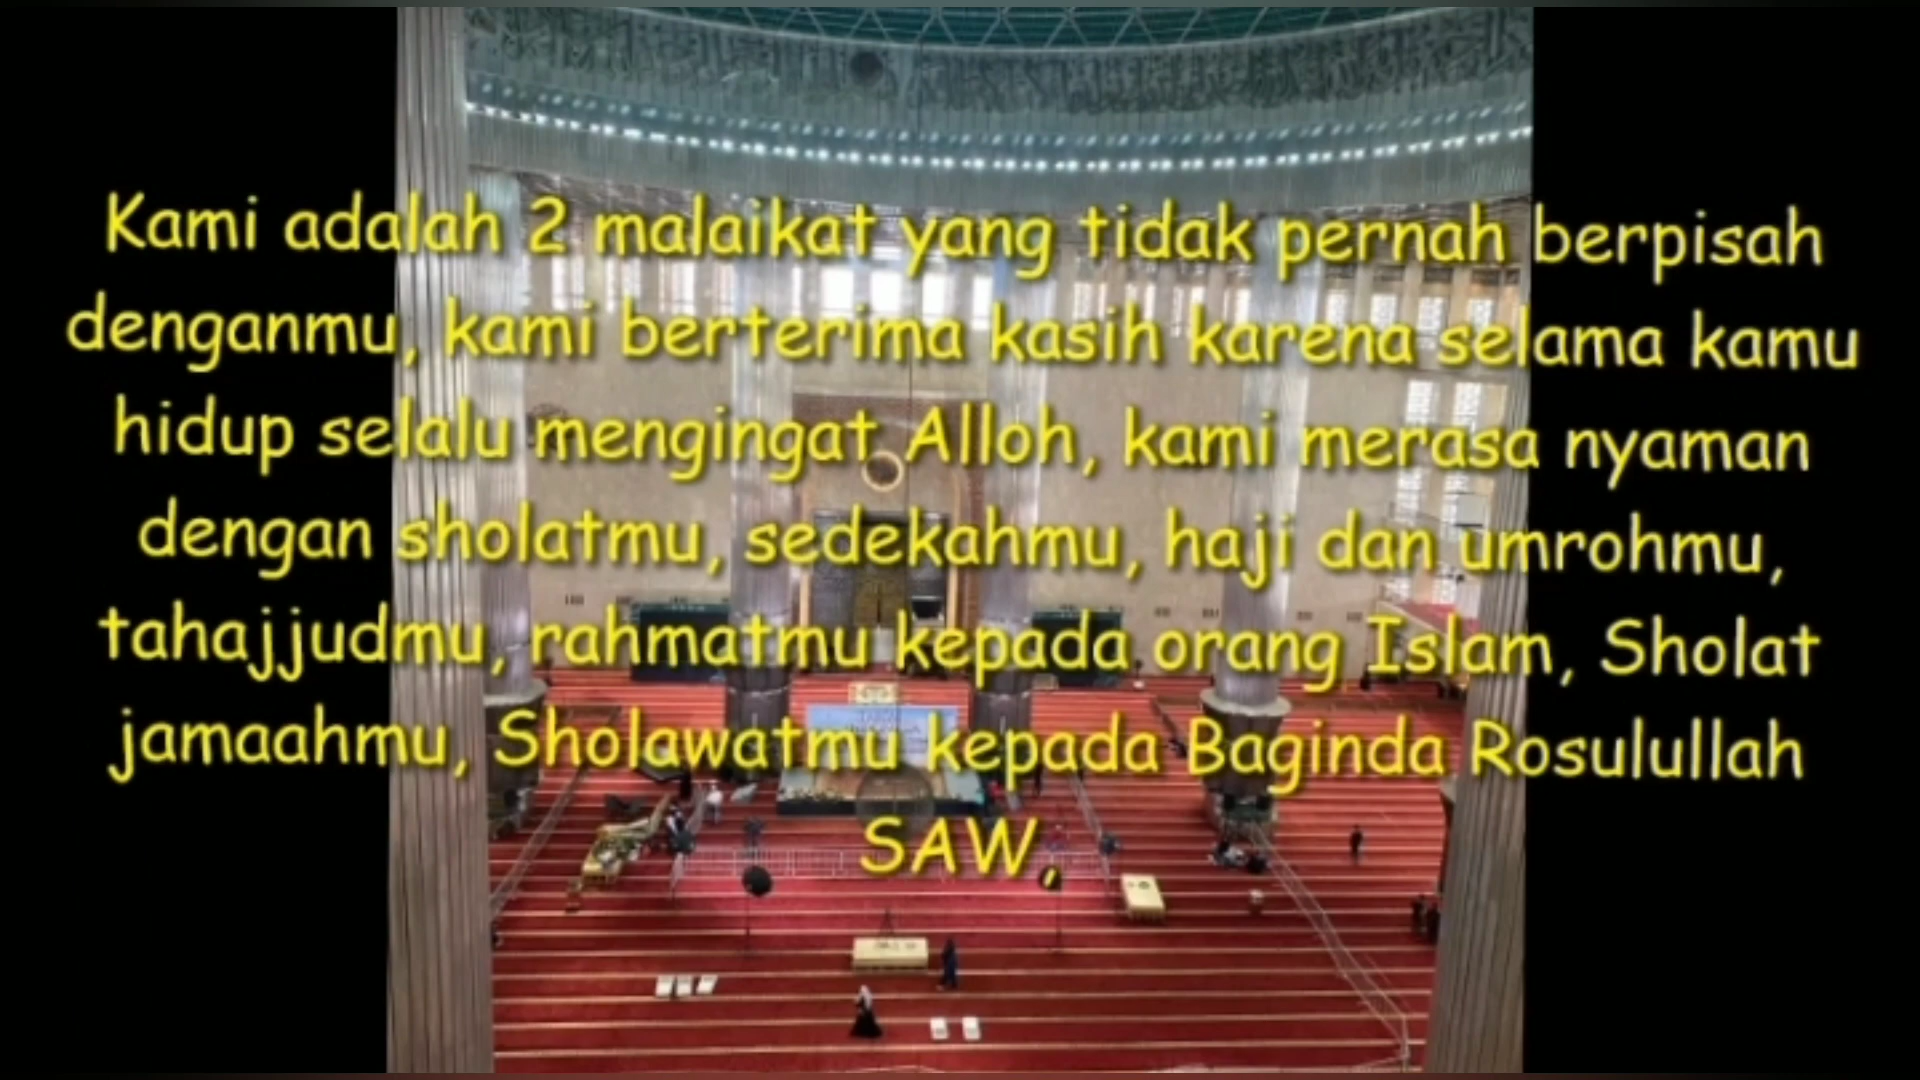 Kami adalah 2 malaikat yang tidak pernah berpisah
denganmu, kami berterima kasih karena selama kamu
hidup selalu mengingat Alloh, kami merasa nyaman
dengan sholatmu, sedekahmu, haji dan umrohmu,
tahajjudmu, rahmatmu kepada orang Islam, Sholat
jamaahmu, Sholawatmu kepada Baginda Rosulullah
SAW,